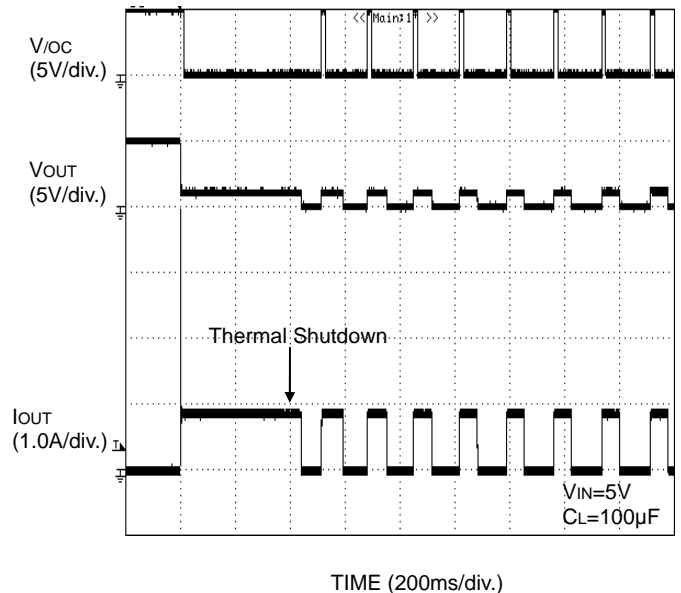 << Main:1 >>
V/OC
(5V/div.)
VOUT
(5V/div.)
Thermal Shutdown
IOUT
(1.0A/div.)
VIN=5V
CL=100µF
TIME (200ms/div.)